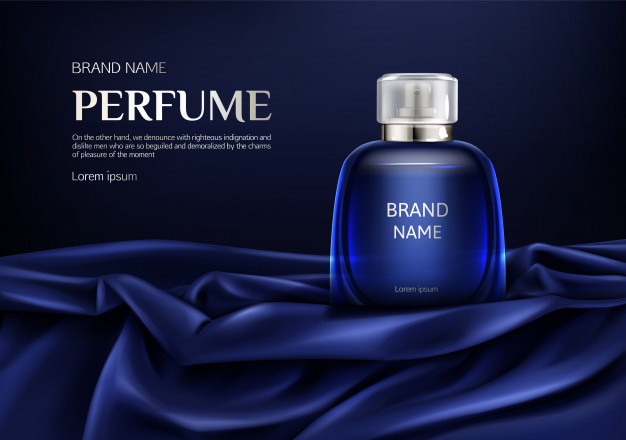 BRAND NAME
PERFUME
On the other hand, we denounce with righteous indignation and
dislike men who are so beguiled and demoralized by the charms
of pleasure of the moment
Lorem ipsum
BRAND
NAME
Lorem ipsum